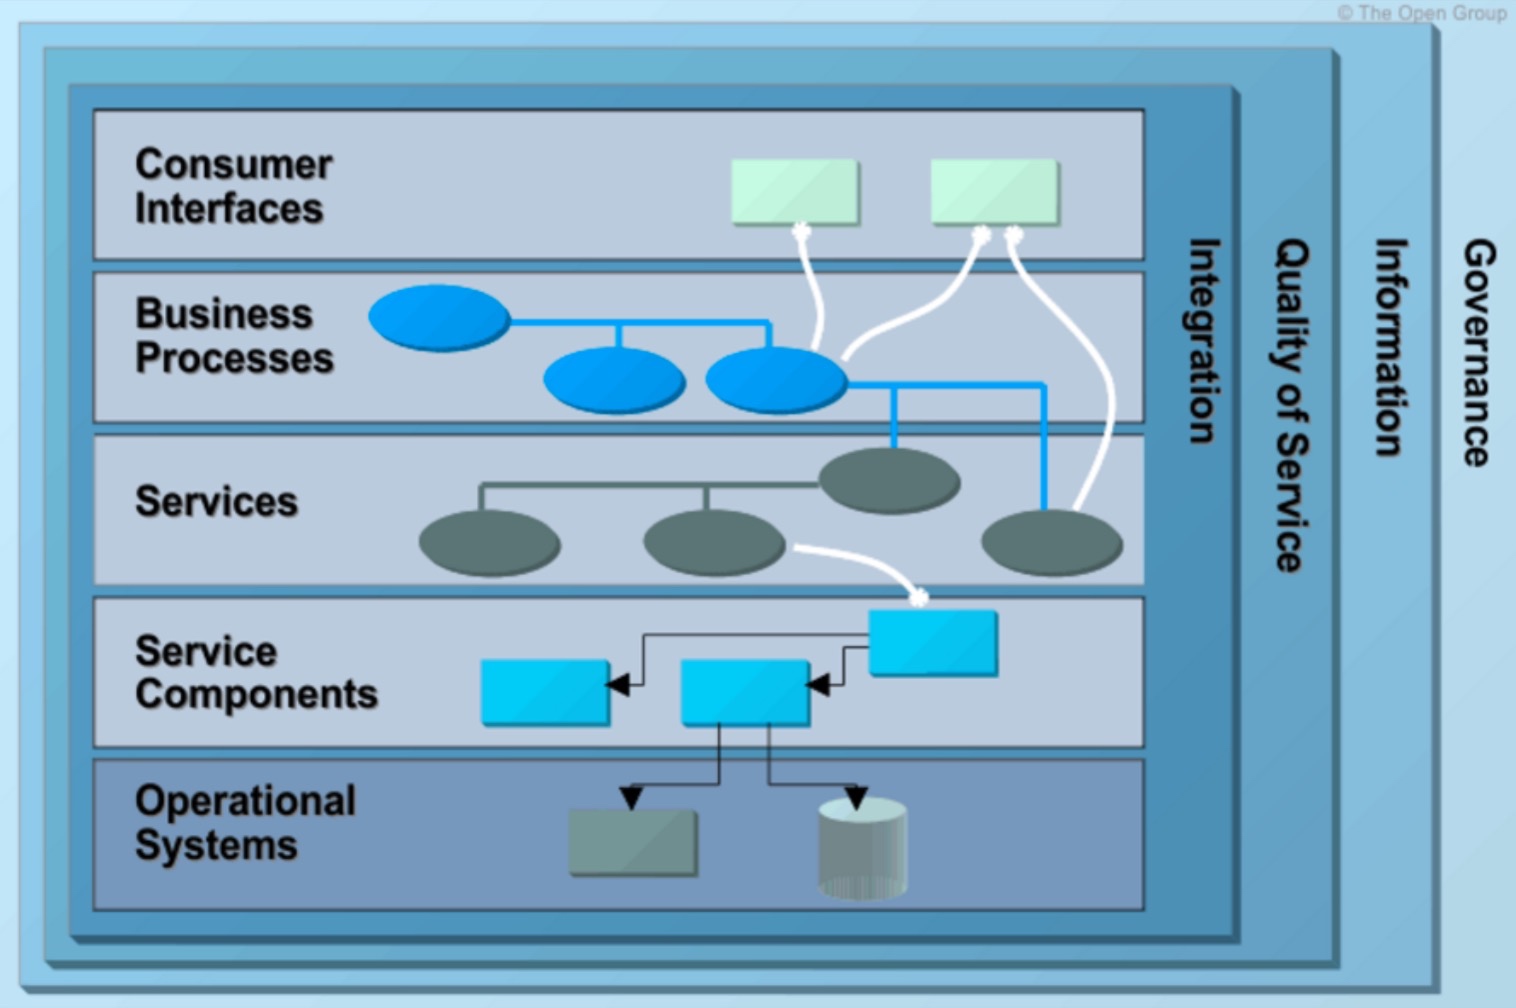 © The Open Group
Consumer
Interfaces
Business
Processes
Services
Service
Components
Operational
Systems
Integration
Quality of Service
Information
Governance